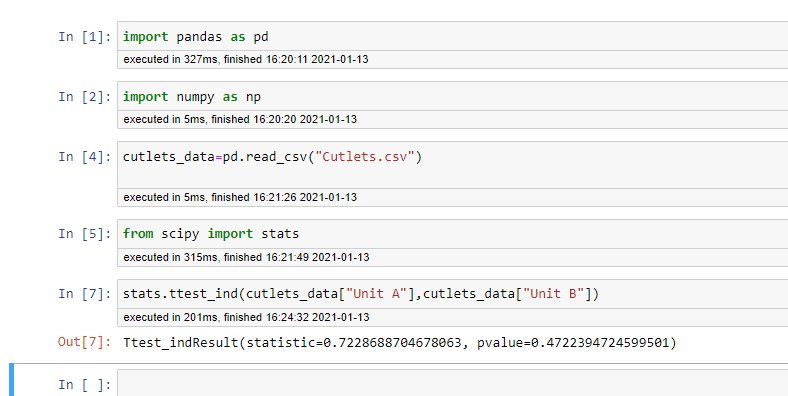 In [1]: import pandas as pd
executed in 327ms, finished 16:20:11 2021-01-13
In [2]: import numpy as np
executed in 5ms, finished 16:20:20 2021-01-13
In [4]: cutlets_data=pd.read_csv("Cutlets.csv")
executed in 5ms, finished 16:21:26 2021-01-13
In [5]: from scipy import stats
executed in 315ms, finished 16:21:49 2021-01-13
In [7]: stats.ttest_ind(cutlets_data["Unit A"],cutlets_data["Unit B"])
executed in 201ms, finished 16:24:32 2021-01-13
Out[7]: Ttest_indResult(statistic=0.7228688704678063, pvalue=0.4722394724599501)
In [ ]: